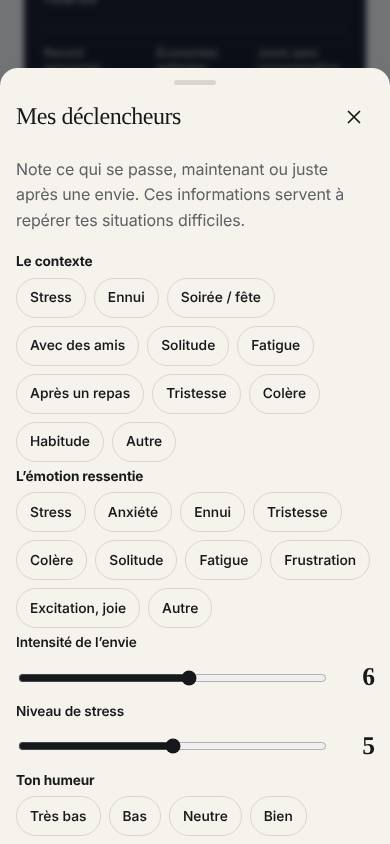 Mes déclencheurs
Note ce qui se passe, maintenant ou juste
après une envie. Ces informations servent à
repérer tes situations difficiles.
Le contexte
Stress Ennui Soirée / fête
Avec des amis Solitude Fatigue
Après un repas Tristesse Colère
Habitude Autre
L’émotion ressentie
Stress Anxiété Ennui Tristesse
Colère Solitude Fatigue Frustration
Excitation, joie Autre
Intensité de l’envie
6
Niveau de stress
5
Ton humeur
Très bas Bas Neutre Bien